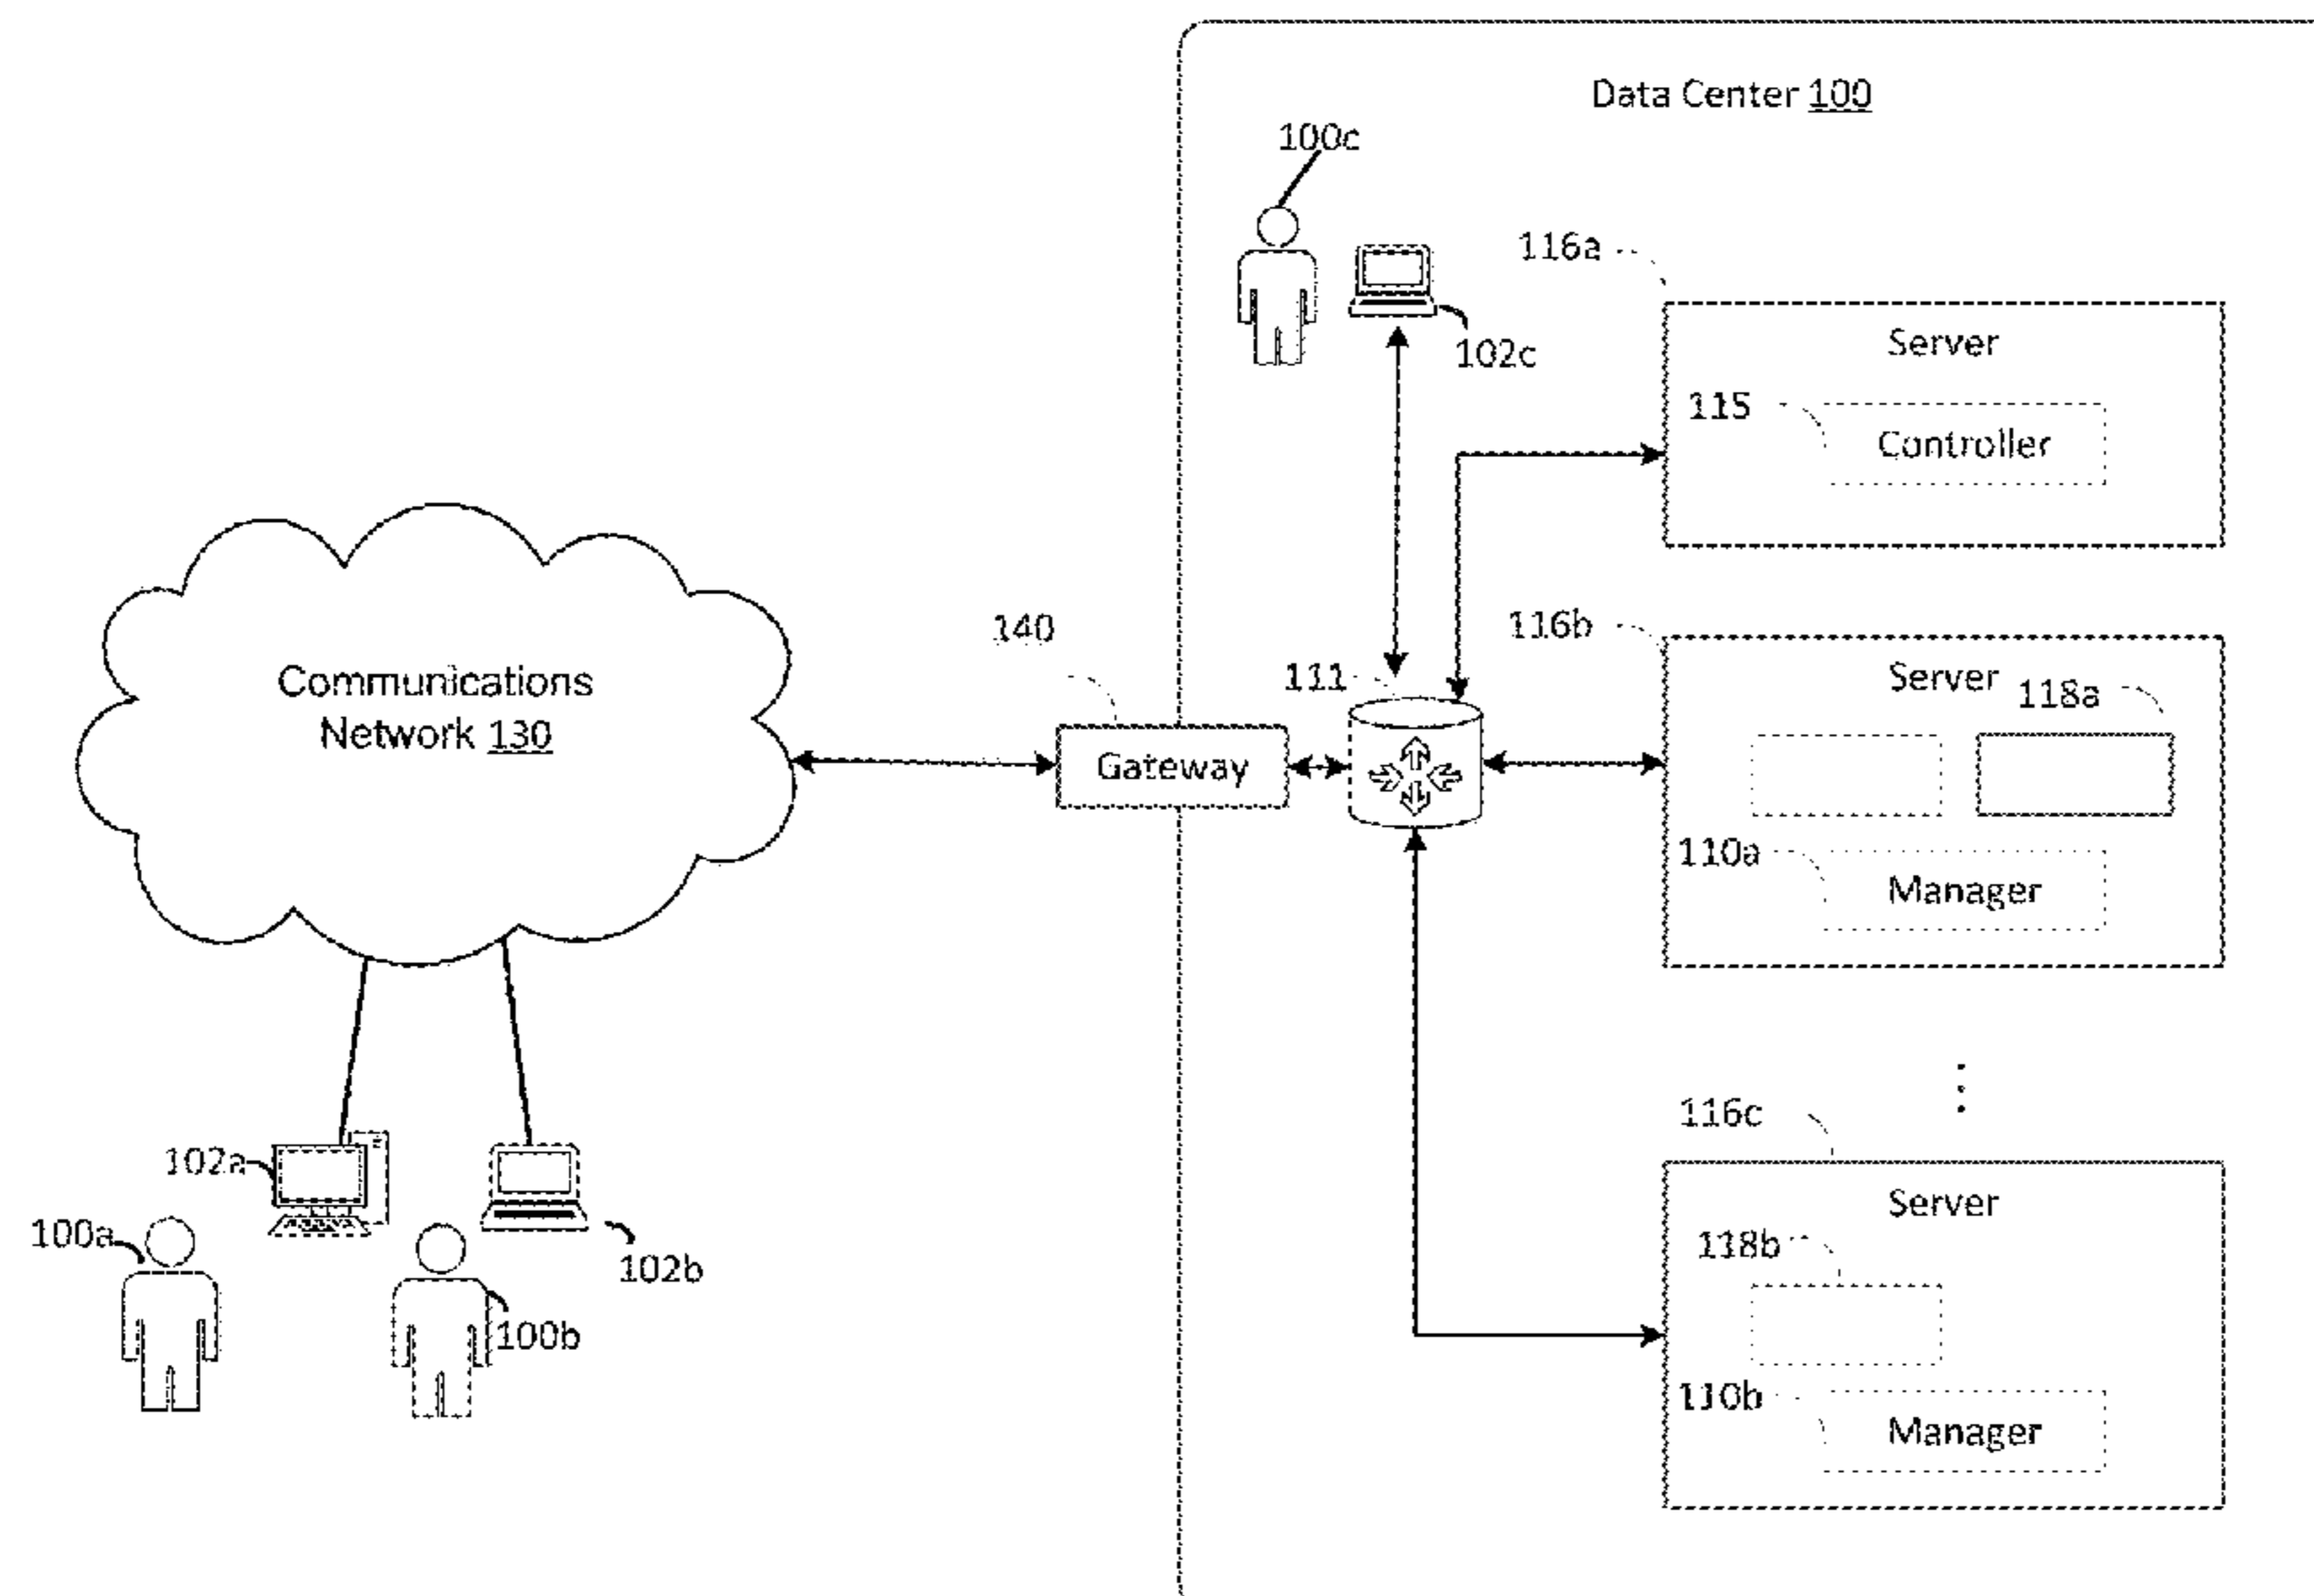 Data Center 100
100c
116a
102c
Server
115
Controller
Communications
Network 130
140
111
Gateway
116b
Server
118a
110a
Manager
116c
102a
100a
102b
100b
Server
118b
110b
Manager